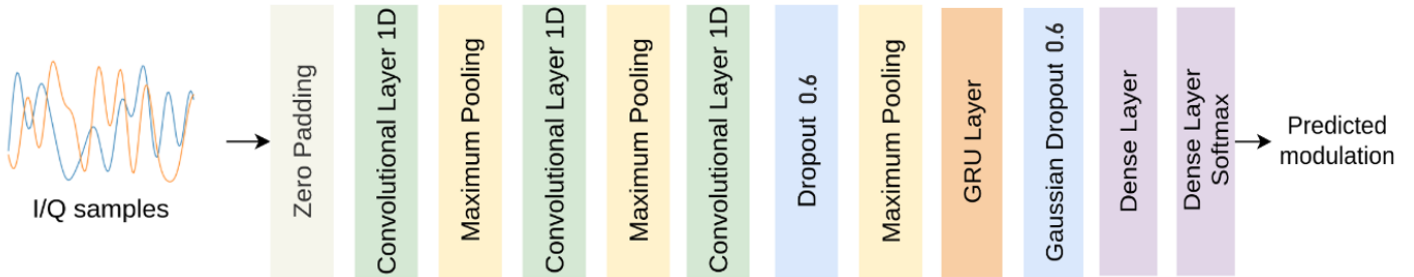 I/Q samples
Zero Padding
Convolutional Layer 1D
Maximum Pooling
Convolutional Layer 1D
Maximum Pooling
Convolutional Layer 1D
Dropout 0.6
Maximum Pooling
GRU Layer
Gaussian Dropout 0.6
Dense Layer
Dense Layer
Softmax
Predicted
modulation